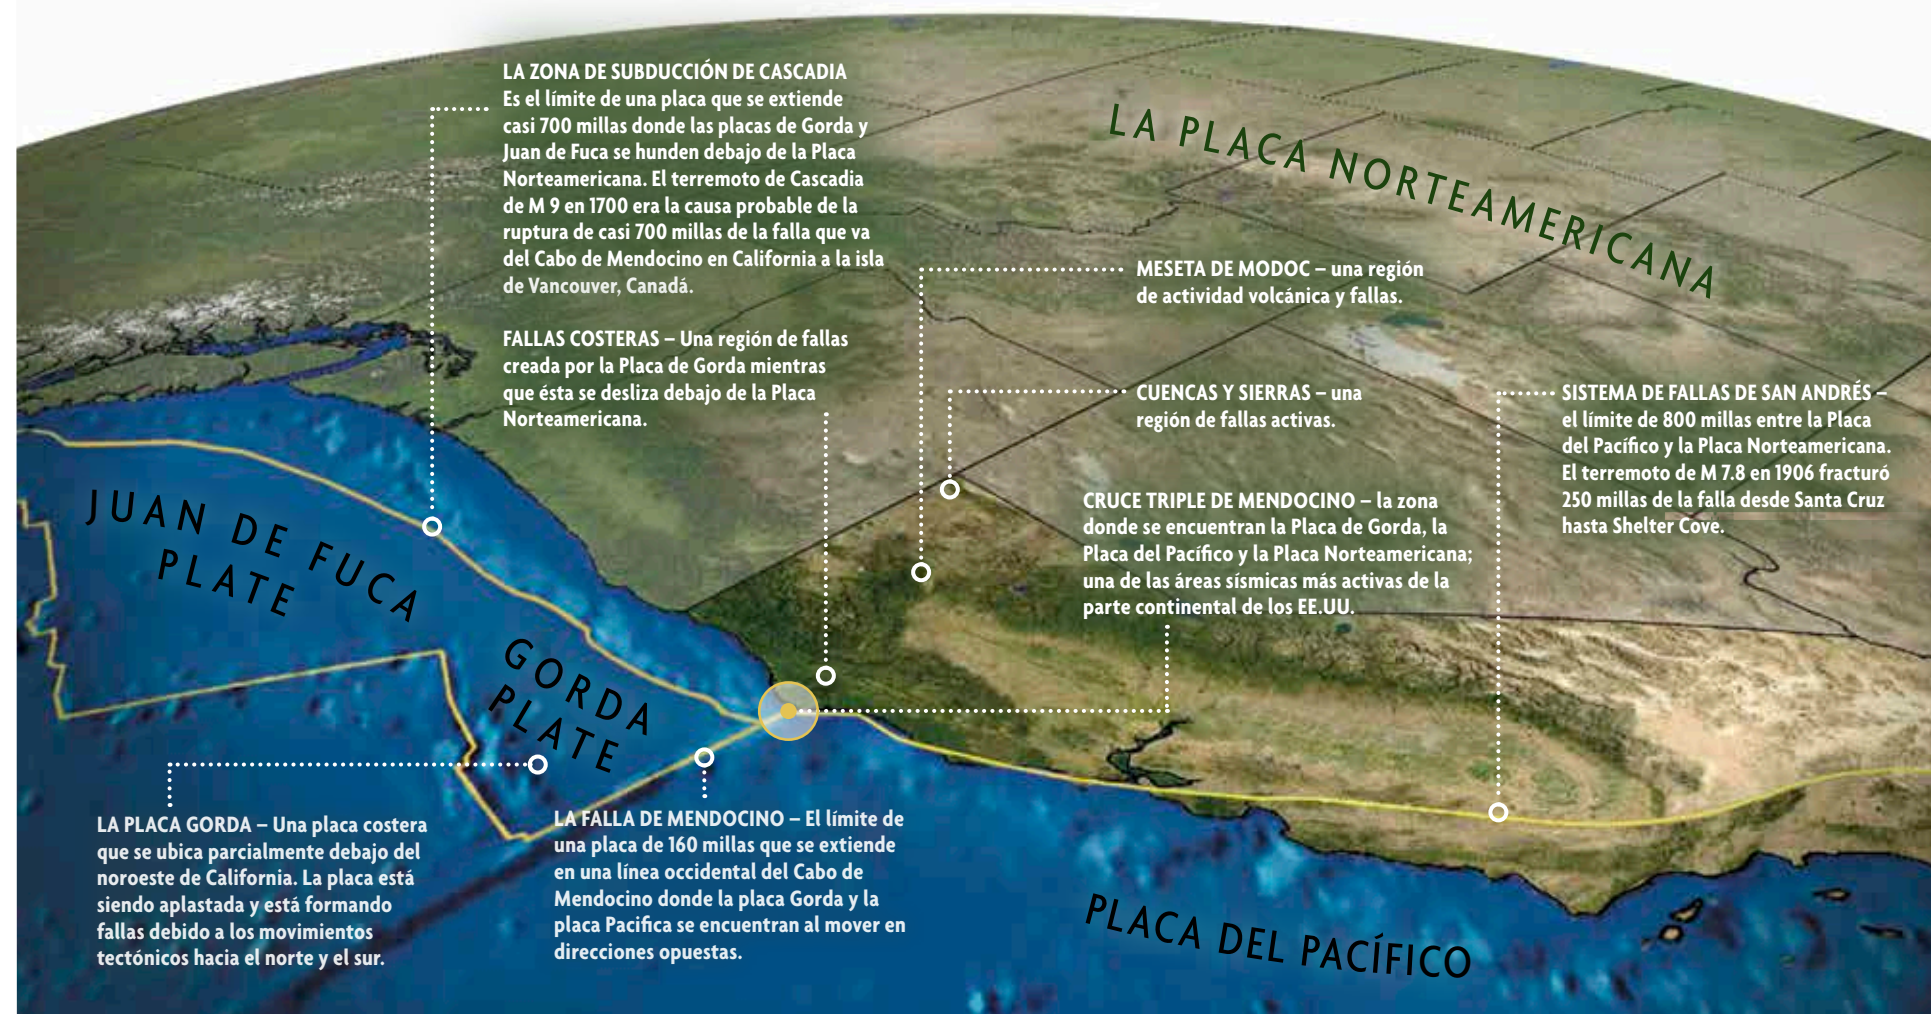 LA ZONA DE SUBDUCCIÓN DE CASCADIA
Es el límite de una placa que se extiende
casi 700 millas donde las placas de Gorda y
Juan de Fuca se hunden debajo de la Placa
Norteamericana. El terremoto de Cascadia
de M 9 en 1700 era la causa probable de la
ruptura de casi 700 millas de la falla que va
del Cabo de Mendocino en California a la isla
de Vancouver, Canadá.
FALLAS COSTERAS – Una región de fallas
creada por la Placa de Gorda mientras
que ésta se desliza debajo de la Placa
Norteamericana.
LA PLACA NORTEAMERICANA
MESETA DE MODOC – una región
de actividad volcánica y fallas.
CUENCAS Y SIERRAS – una
región de fallas activas.
SISTEMA DE FALLAS DE SAN ANDRÉS –
el límite de 800 millas entre la Placa
del Pacífico y la Placa Norteamericana.
El terremoto de M 7.8 en 1906 fracturó
250 millas de la falla desde Santa Cruz
hasta Shelter Cove.
CRUCE TRIPLE DE MENDOCINO – la zona
donde se encuentran la Placa de Gorda, la
Placa del Pacífico y la Placa Norteamericana;
una de las áreas sísmicas más activas de la
parte continental de los EE.UU.
JUAN DE FUCA
PLATE
GORDA
PLATE
LA PLACA GORDA – Una placa costera
que se ubica parcialmente debajo del
noroeste de California. La placa está
siendo aplastada y está formando
fallas debido a los movimientos
tectónicos hacia el norte y el sur.
LA FALLA DE MENDOCINO – El límite de
una placa de 160 millas que se extiende
en una línea occidental del Cabo de
Mendocino donde la placa Gorda y la
placa Pacifica se encuentran al mover en
direcciones opuestas.
PLACA DEL PACÍFICO